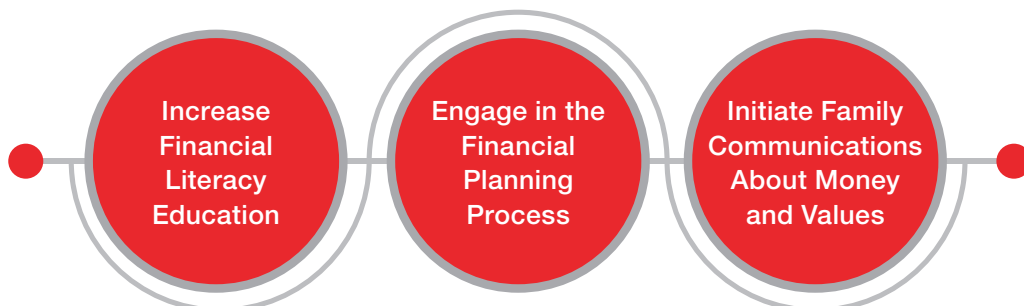 Increase
Financial
Literacy
Education
Engage in the
Financial
Planning
Process
Initiate Family
Communications
About Money
and Values